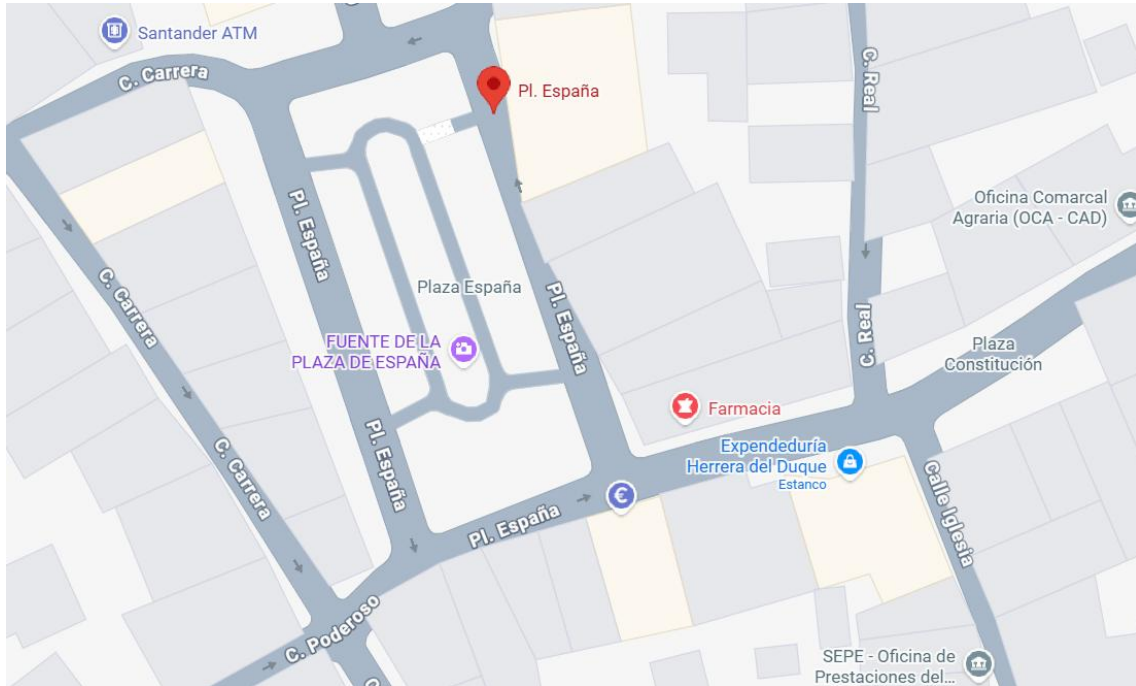 Santander ATM
C. Carrera
Pl. España
C. Real
Oficina Comarcal
Agraria (OCA - CAD)
Pl. España
C. Carrera
Plaza España
Pl. España
FUENTE DE LA
PLAZA DE ESPAÑA
C. Real
Plaza
Constitución
Farmacia
Pl. España
C. Carrera
Expendeduría
Herrera del Duque
Estanco
€
Pl. España
Calle Iglesia
C. Poderoso
SEPE - Oficina de
Prestaciones del...
C